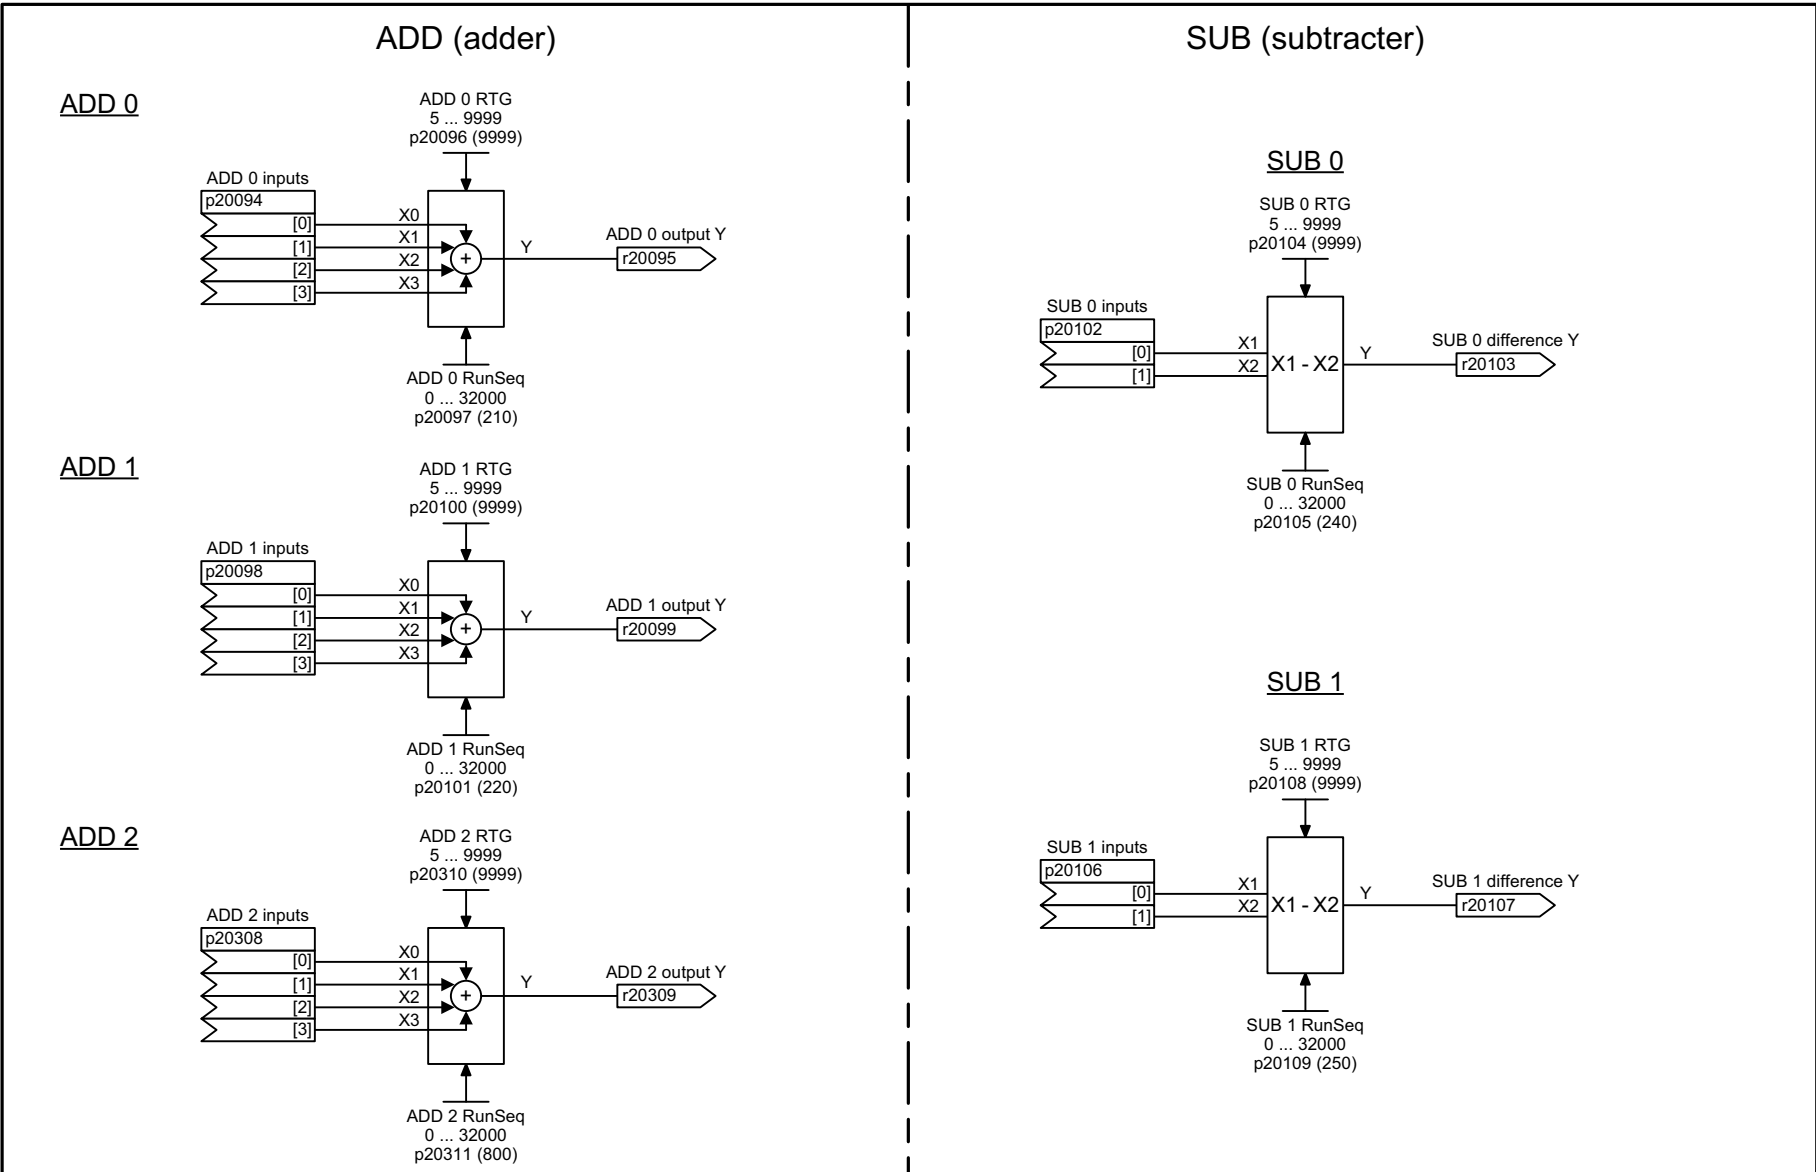 ADD (adder)
ADD 0
ADD 0 RTG
5 ... 9999
p20096 (9999)
ADD 0 inputs
p20094
[0]
[1]
[2]
[3]
X0
X1
X2
X3
+
Y
ADD 0 output Y
r20095
ADD 0 RunSeq
0 ... 32000
p20097 (210)
ADD 1
ADD 1 RTG
5 ... 9999
p20100 (9999)
ADD 1 inputs
p20098
[0]
[1]
[2]
[3]
X0
X1
X2
X3
+
Y
ADD 1 output Y
r20099
ADD 1 RunSeq
0 ... 32000
p20101 (220)
ADD 2
ADD 2 RTG
5 ... 9999
p20310 (9999)
ADD 2 inputs
p20308
[0]
[1]
[2]
[3]
X0
X1
X2
X3
+
Y
ADD 2 output Y
r20309
ADD 2 RunSeq
0 ... 32000
p20311 (800)
SUB (subtracter)
SUB 0
SUB 0 RTG
5 ... 9999
p20104 (9999)
SUB 0 inputs
p20102
[0]
[1]
X1
X2
X1 - X2
Y
SUB 0 difference Y
r20103
SUB 0 RunSeq
0 ... 32000
p20105 (240)
SUB 1
SUB 1 RTG
5 ... 9999
p20108 (9999)
SUB 1 inputs
p20106
[0]
[1]
X1
X2
X1 - X2
Y
SUB 1 difference Y
r20107
SUB 1 RunSeq
0 ... 32000
p20109 (250)